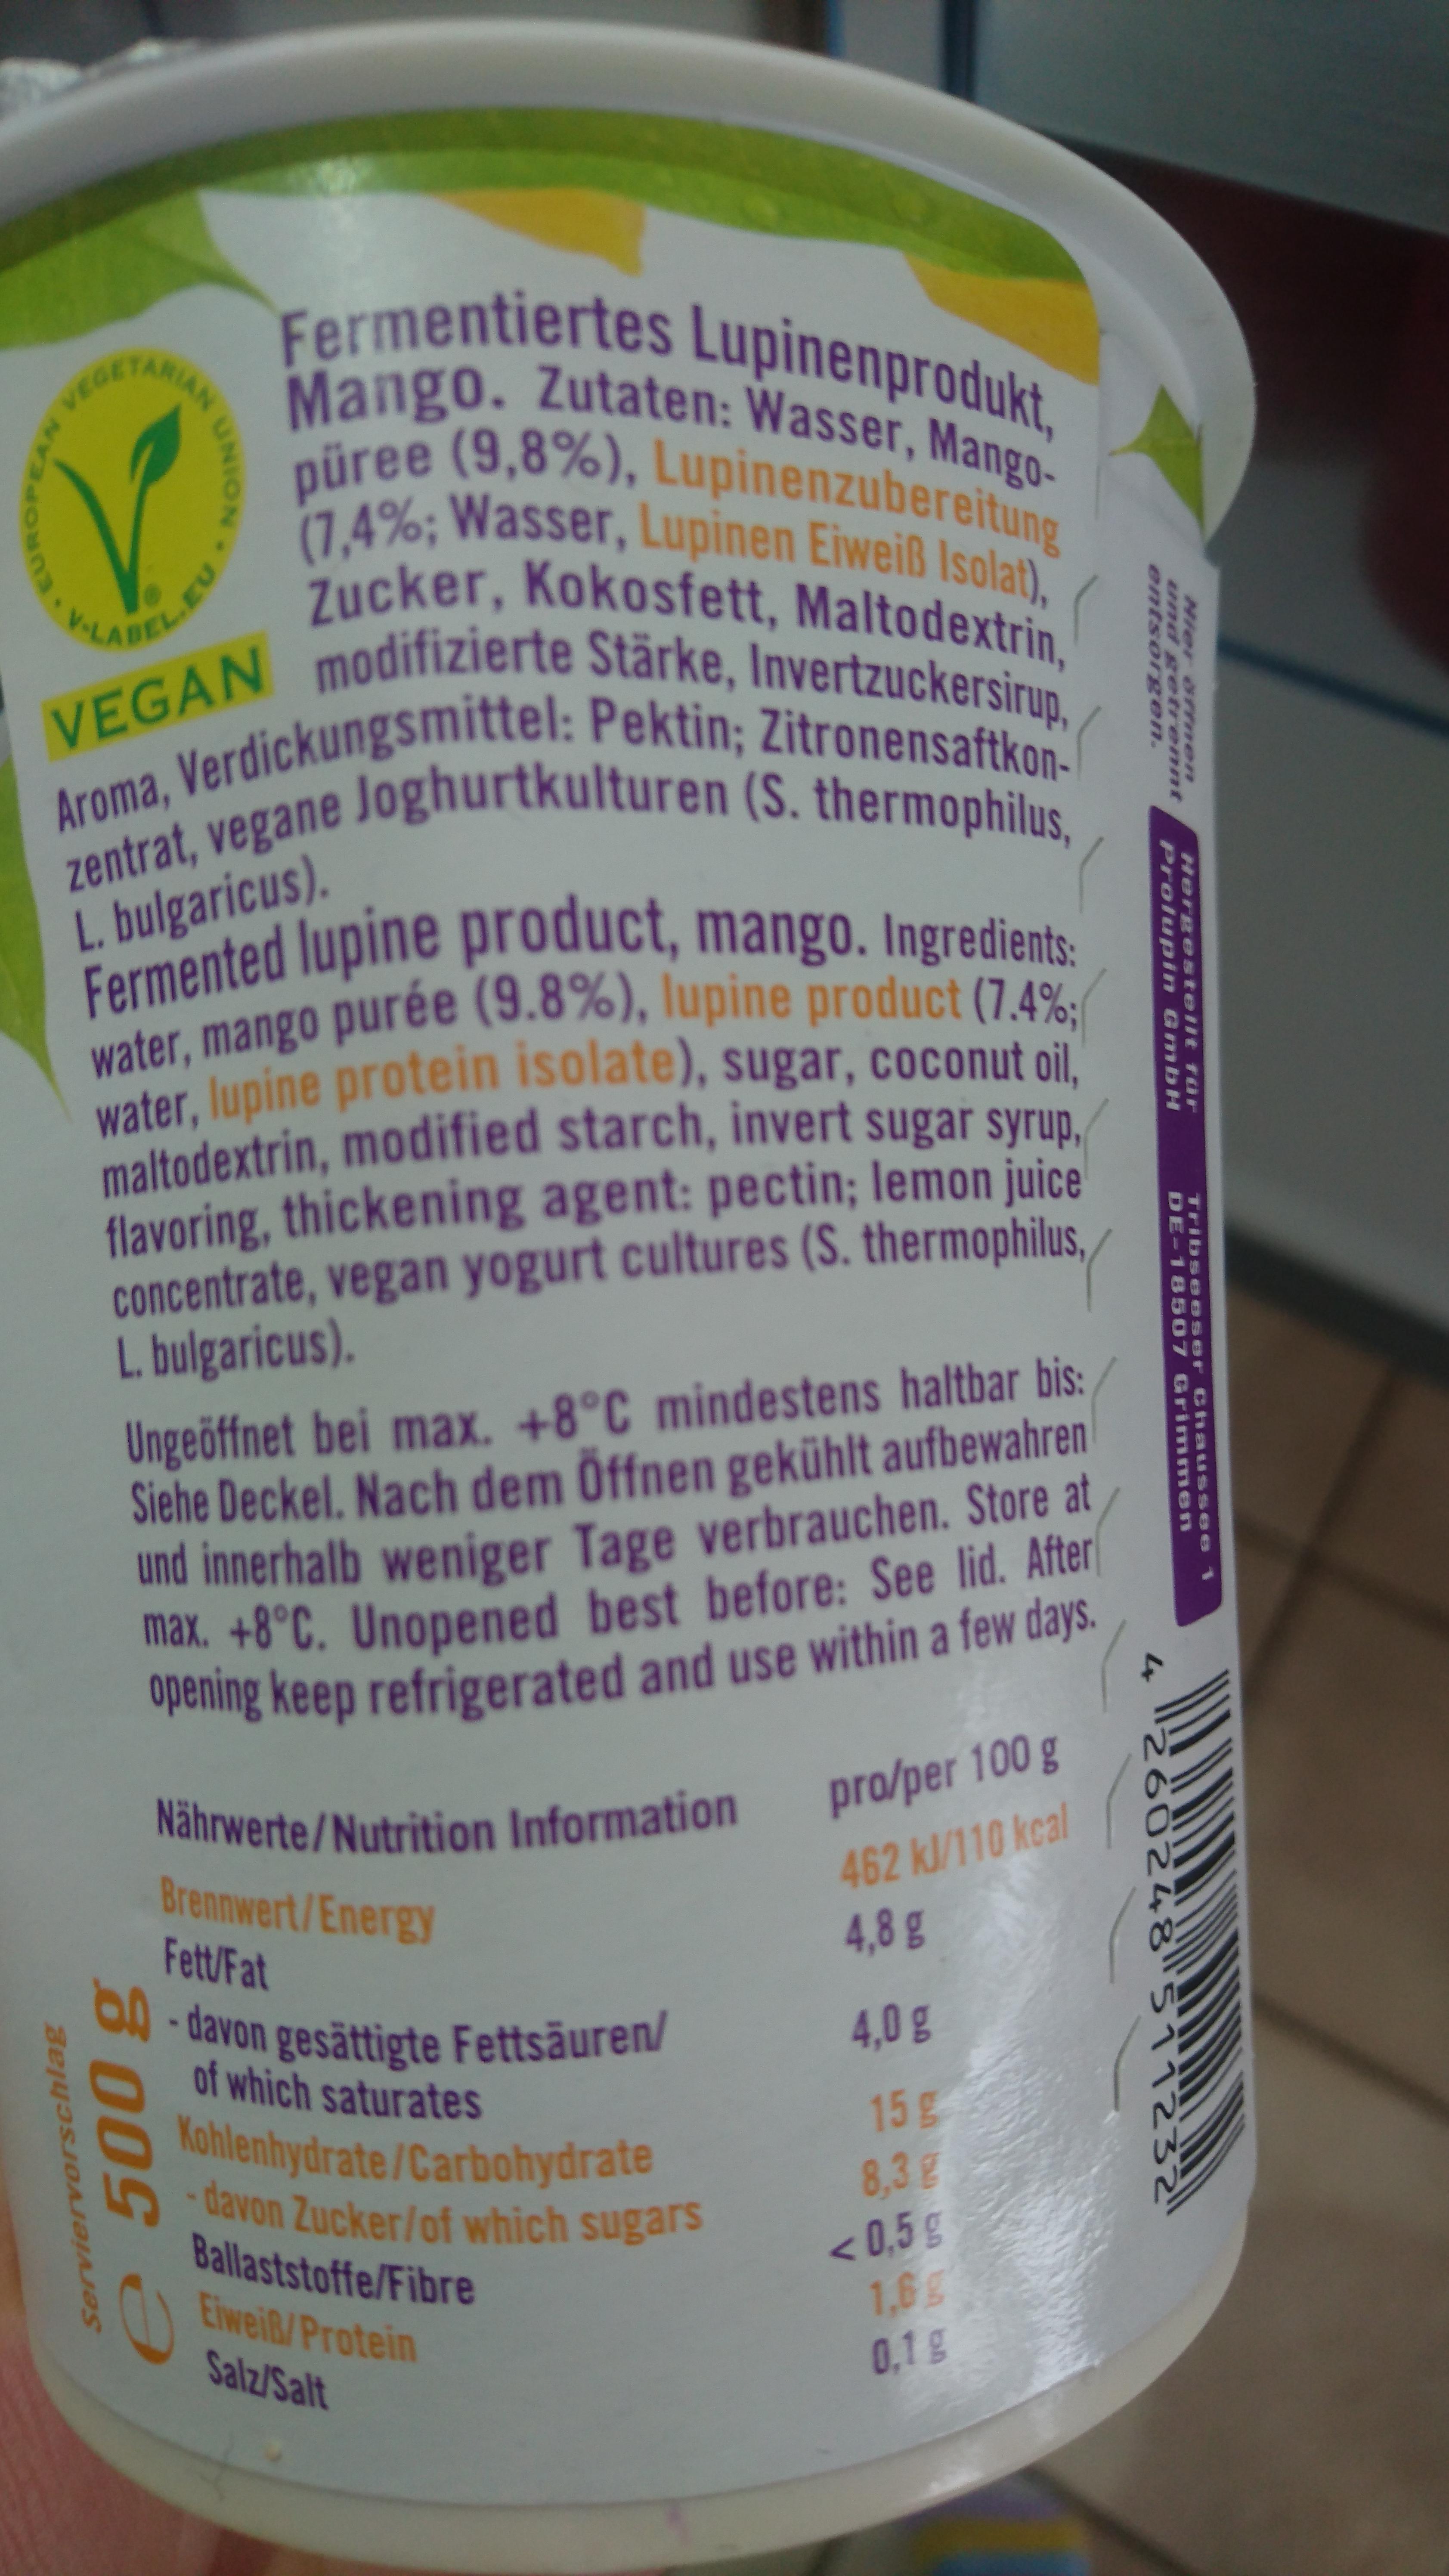 EUROPEAN VEGETARIAN UNION
V-LABEL.EU
®
VEGAN
Fermentiertes Lupinenprodukt,
Mango. Zutaten: Wasser, Mango-
püree (9,8%), Lupinenzubereitung
(7,4%; Wasser, Lupinen Eiweiß Isolat),
Zucker, Kokosfett, Maltodextrin,
modifizierte Stärke, Invertzuckersirup,
Aroma, Verdickungsmittel: Pektin; Zitronensaftkon-
zentrat, vegane Joghurtkulturen (S. thermophilus,
L. bulgaricus).
Fermented lupine product, mango. Ingredients:
water, mango purée (9.8%), lupine product (7.4%;
water, lupine protein isolate), sugar, coconut oil,
maltodextrin, modified starch, invert sugar syrup,
flavoring, thickening agent: pectin; lemon juice
concentrate, vegan yogurt cultures (S. thermophilus,
L. bulgaricus).
Ungeöffnet bei max. +8°C mindestens haltbar bis:
Siehe Deckel. Nach dem Öffnen gekühlt aufbewahren
und innerhalb weniger Tage verbrauchen. Store at
max. +8°C. Unopened best before: See lid. After
opening keep refrigerated and use within a few days.
Nährwerte/Nutrition Information pro/per 100 g
Brennwert/Energy 462 kJ/110 kcal
Fett/Fat 4,8 g
- davon gesättigte Fettsäuren/
of which saturates 4,0 g
Kohlenhydrate/Carbohydrate 15 g
- davon Zucker/of which sugars 8,3 g
Ballaststoffe/Fibre < 0,5 g
Eiweiß/Protein 1,6 g
Salz/Salt 0,1 g
Serviervorschlag
e 500 g
Hier öffnen
und getrennt
entsorgen.
Hergestellt für
Prolupin GmbH
Tribseeser Chaussee 1
DE-18507 Grimmen
4 260248 511232